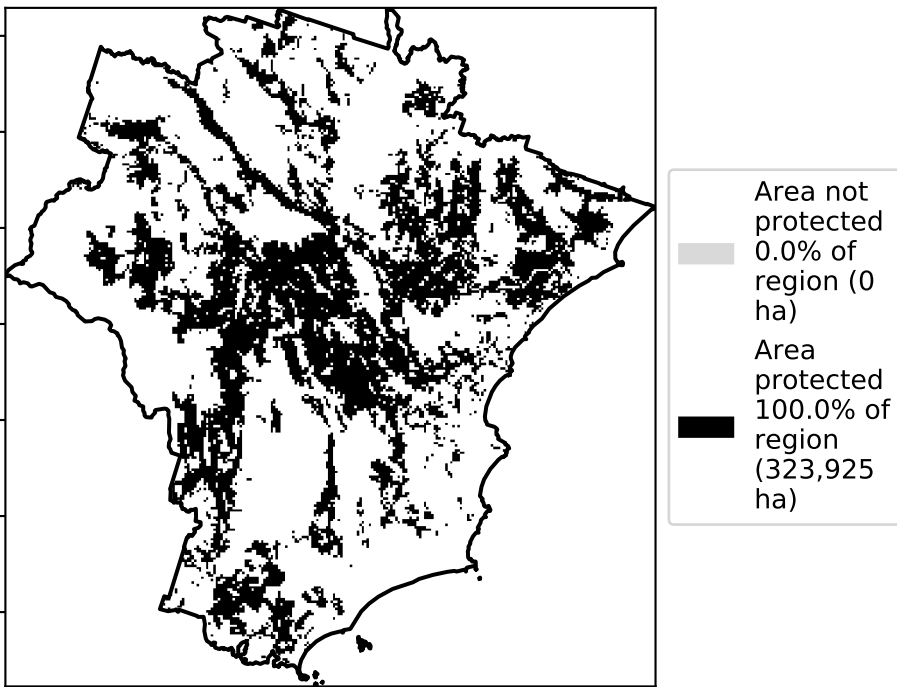 Area not
protected
0.0% of
region (0
ha)
Area
protected
100.0% of
region
(323,925
ha)